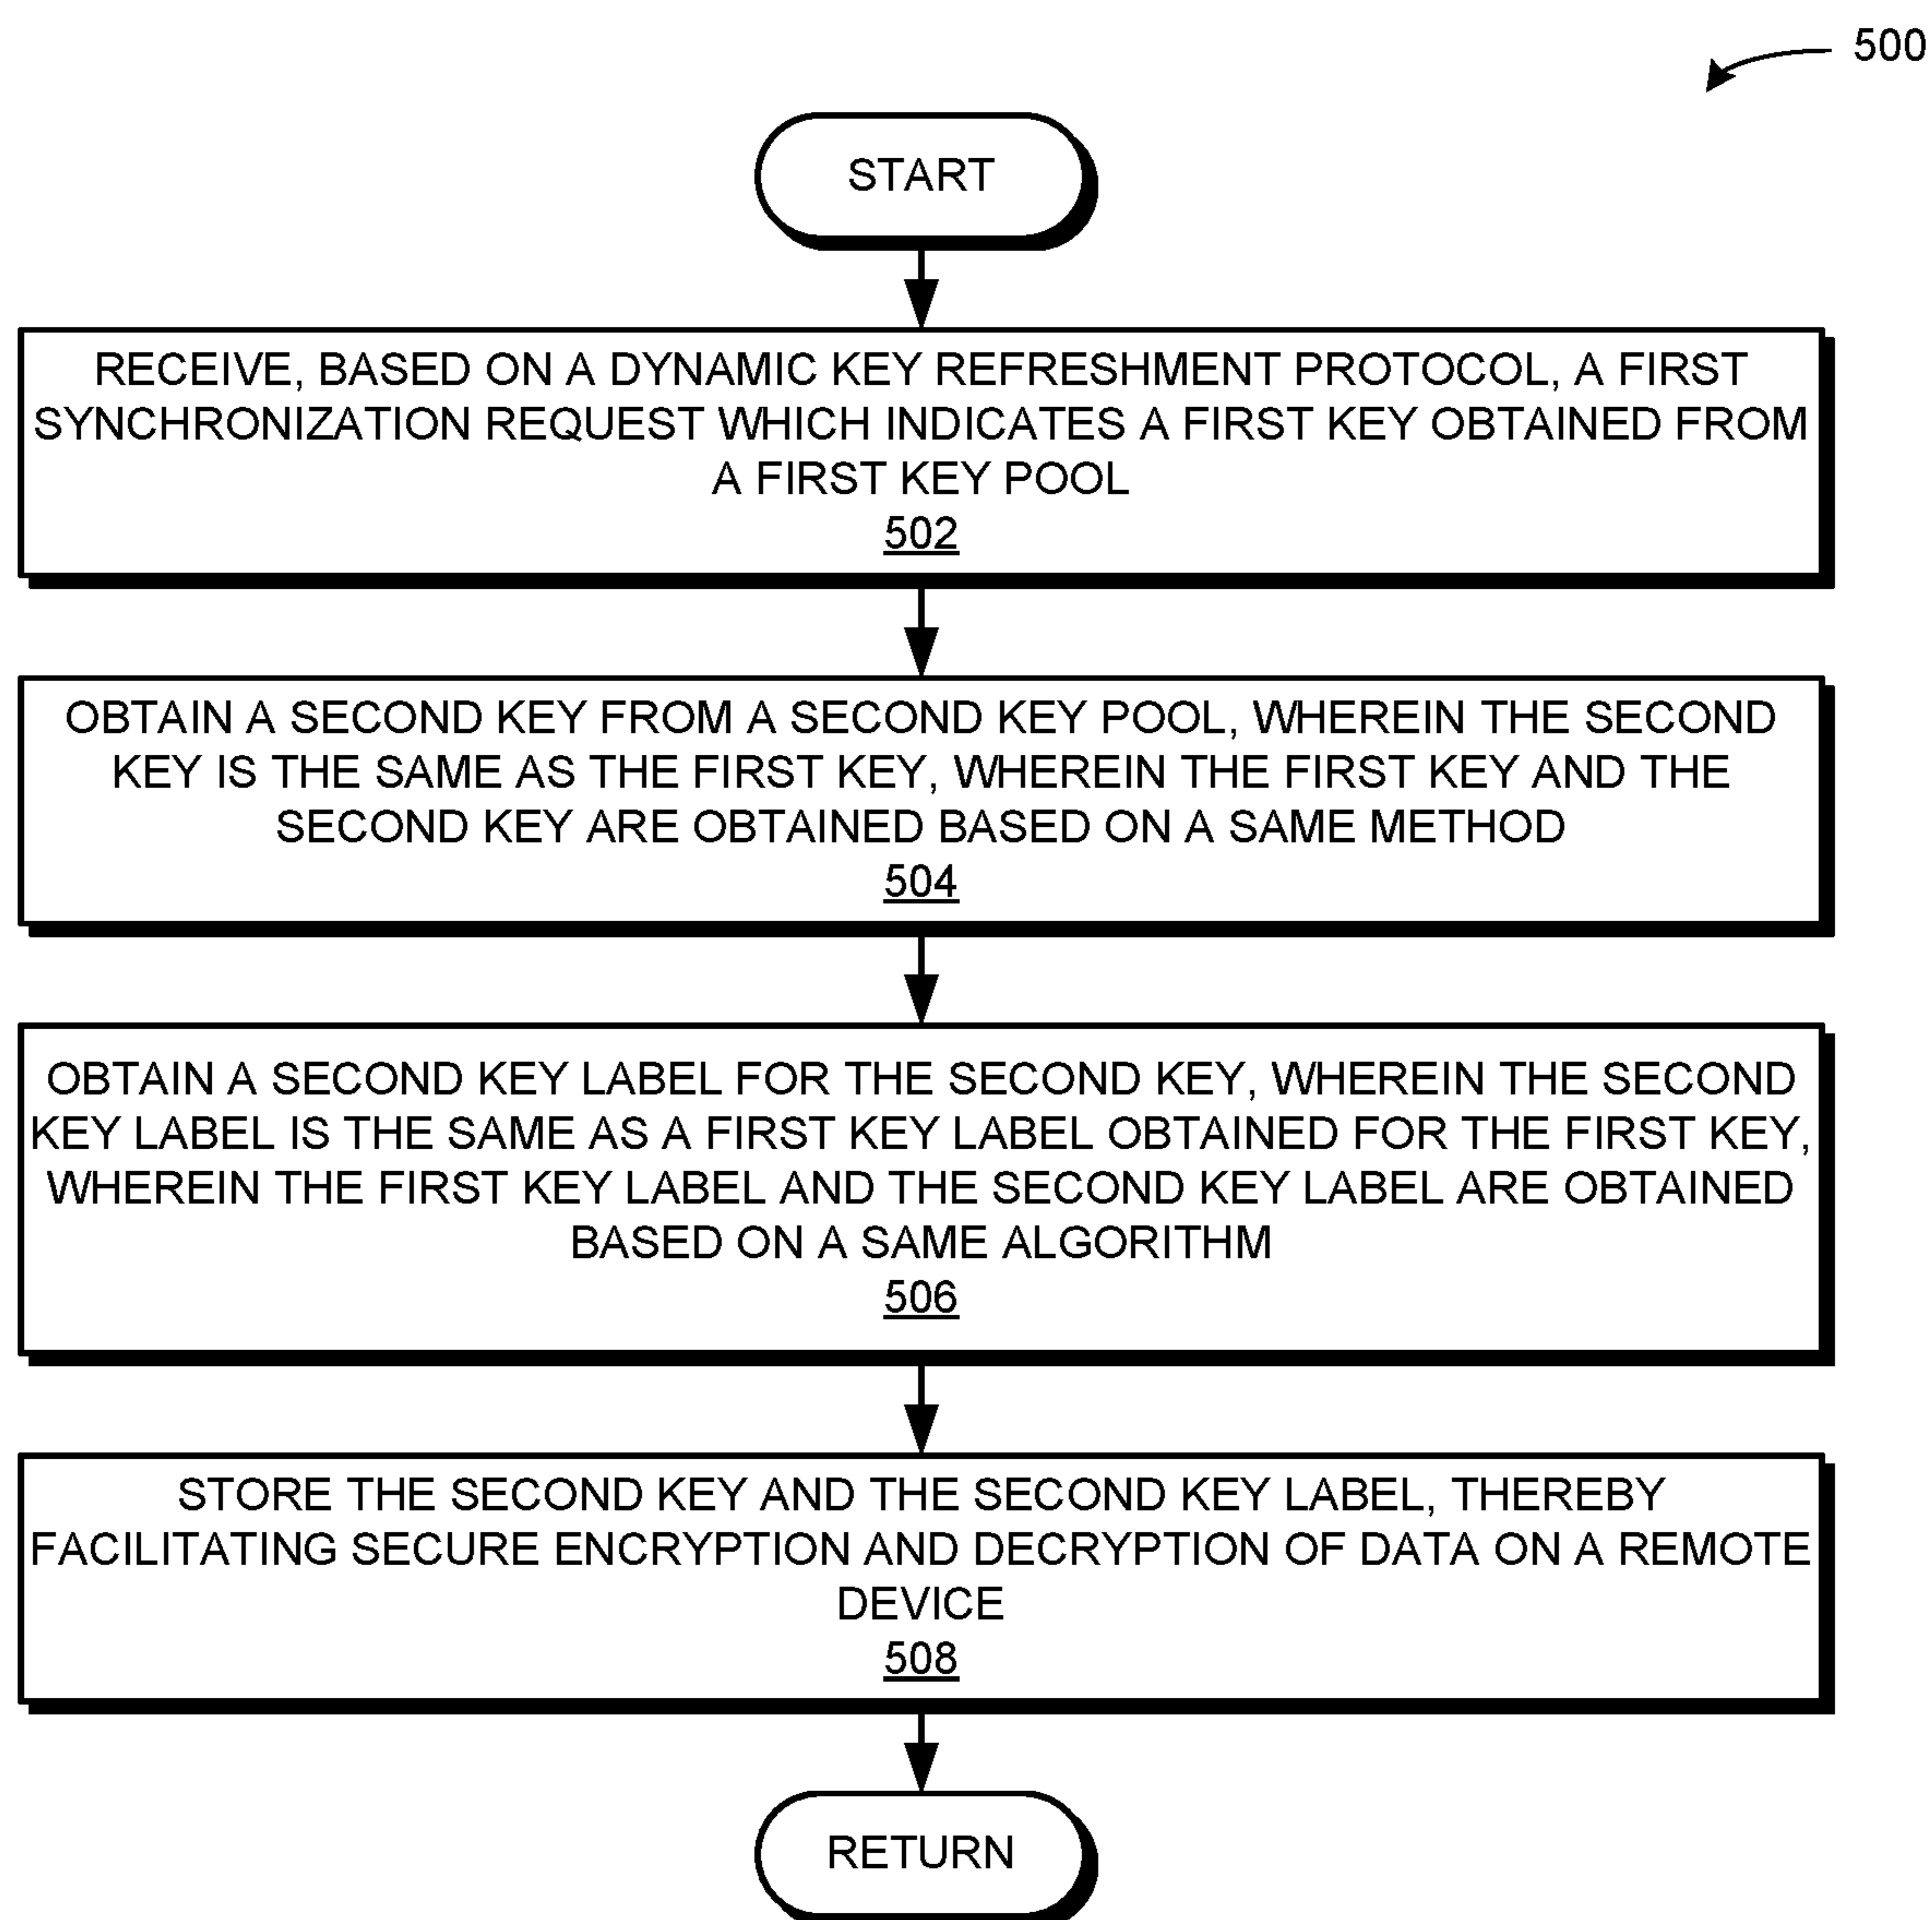 500
START
RECEIVE, BASED ON A DYNAMIC KEY REFRESHMENT PROTOCOL, A FIRST
SYNCHRONIZATION REQUEST WHICH INDICATES A FIRST KEY OBTAINED FROM
A FIRST KEY POOL
502
OBTAIN A SECOND KEY FROM A SECOND KEY POOL, WHEREIN THE SECOND
KEY IS THE SAME AS THE FIRST KEY, WHEREIN THE FIRST KEY AND THE
SECOND KEY ARE OBTAINED BASED ON A SAME METHOD
504
OBTAIN A SECOND KEY LABEL FOR THE SECOND KEY, WHEREIN THE SECOND
KEY LABEL IS THE SAME AS A FIRST KEY LABEL OBTAINED FOR THE FIRST KEY,
WHEREIN THE FIRST KEY LABEL AND THE SECOND KEY LABEL ARE OBTAINED
BASED ON A SAME ALGORITHM
506
STORE THE SECOND KEY AND THE SECOND KEY LABEL, THEREBY
FACILITATING SECURE ENCRYPTION AND DECRYPTION OF DATA ON A REMOTE
DEVICE
508
RETURN